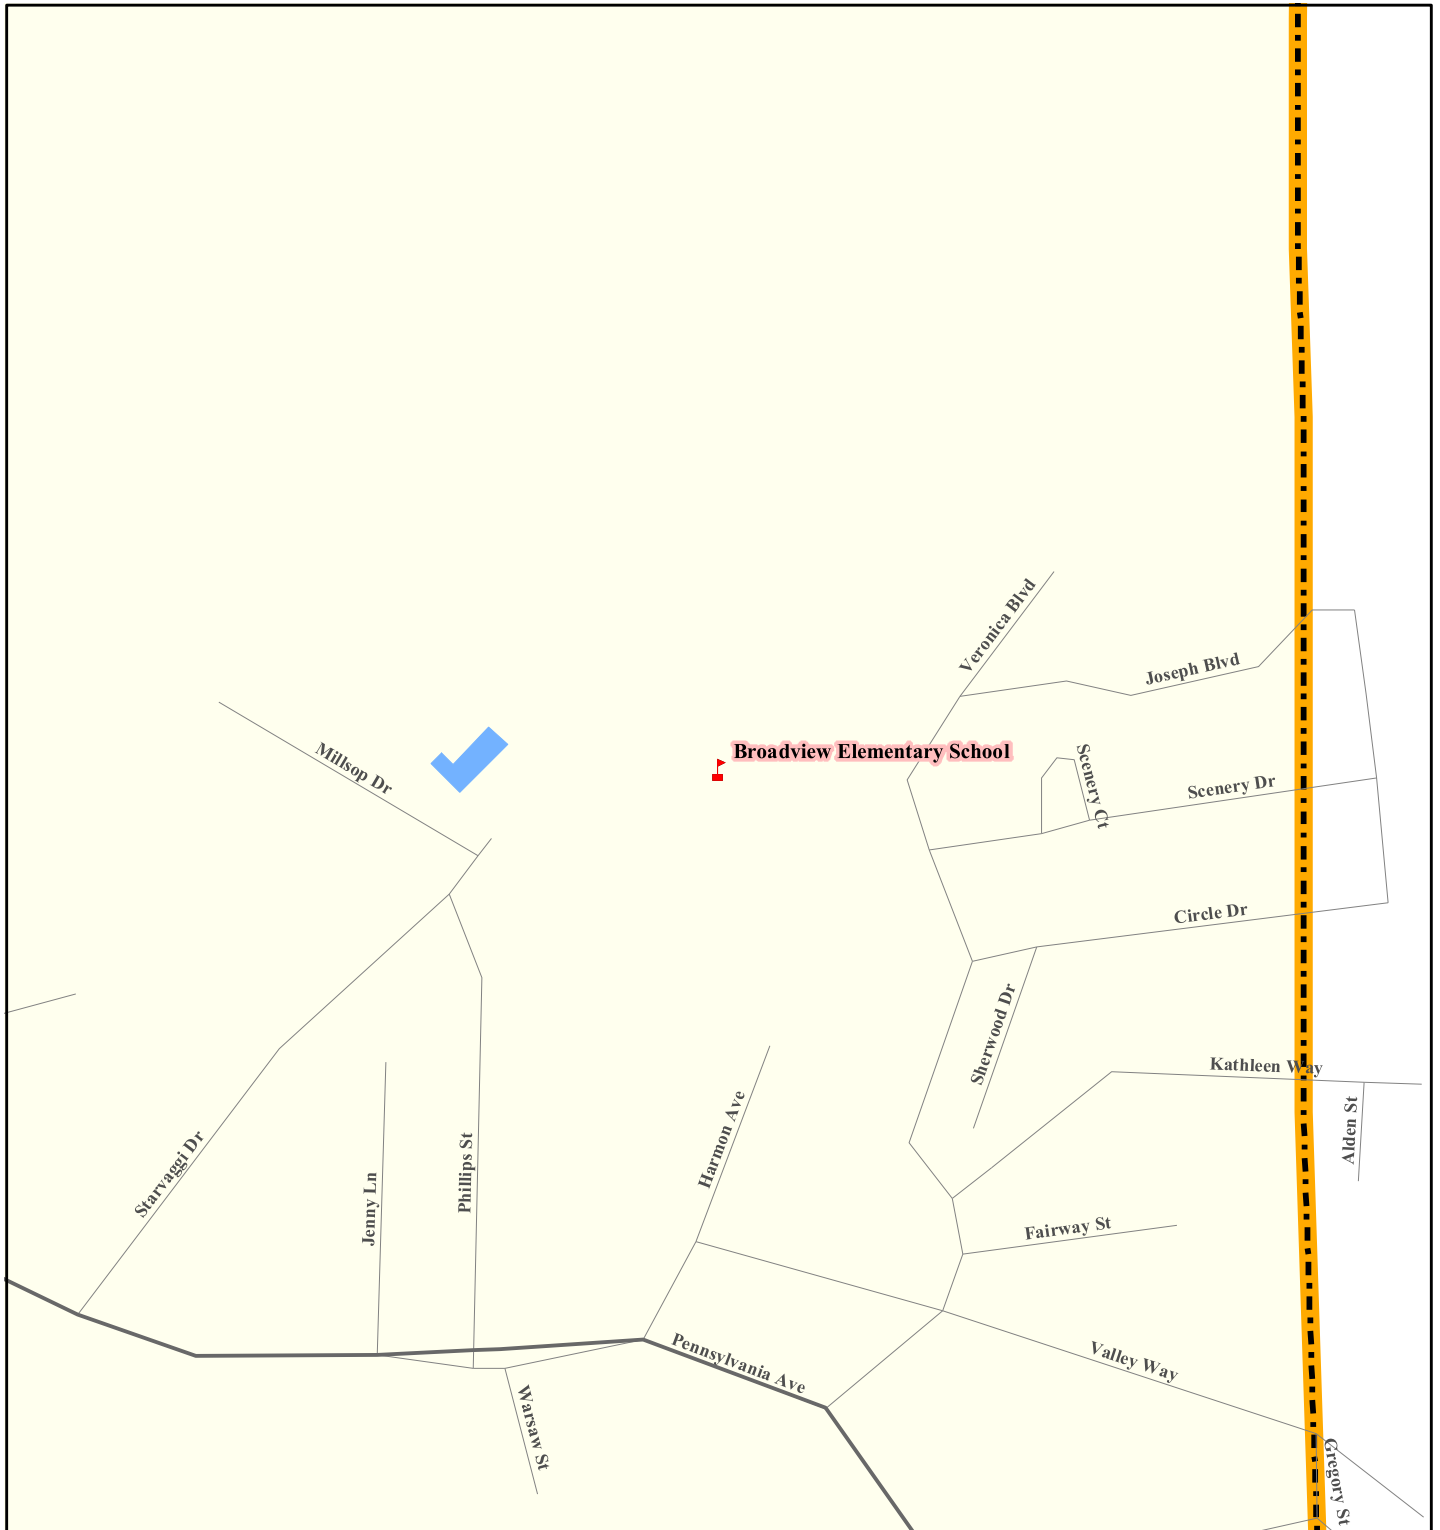 Veronica Blvd
Joseph Blvd
Broadview Elementary School
Millsop Dr
Scenery Ct
Scenery Dr
Circle Dr
Sherwood Dr
Kathleen Way
Alden St
Harmon Ave
Starvaggi Dr
Phillips St
Jenny Ln
Fairway St
Pennsylvania Ave
Valley Way
Warsaw St
Gregory St